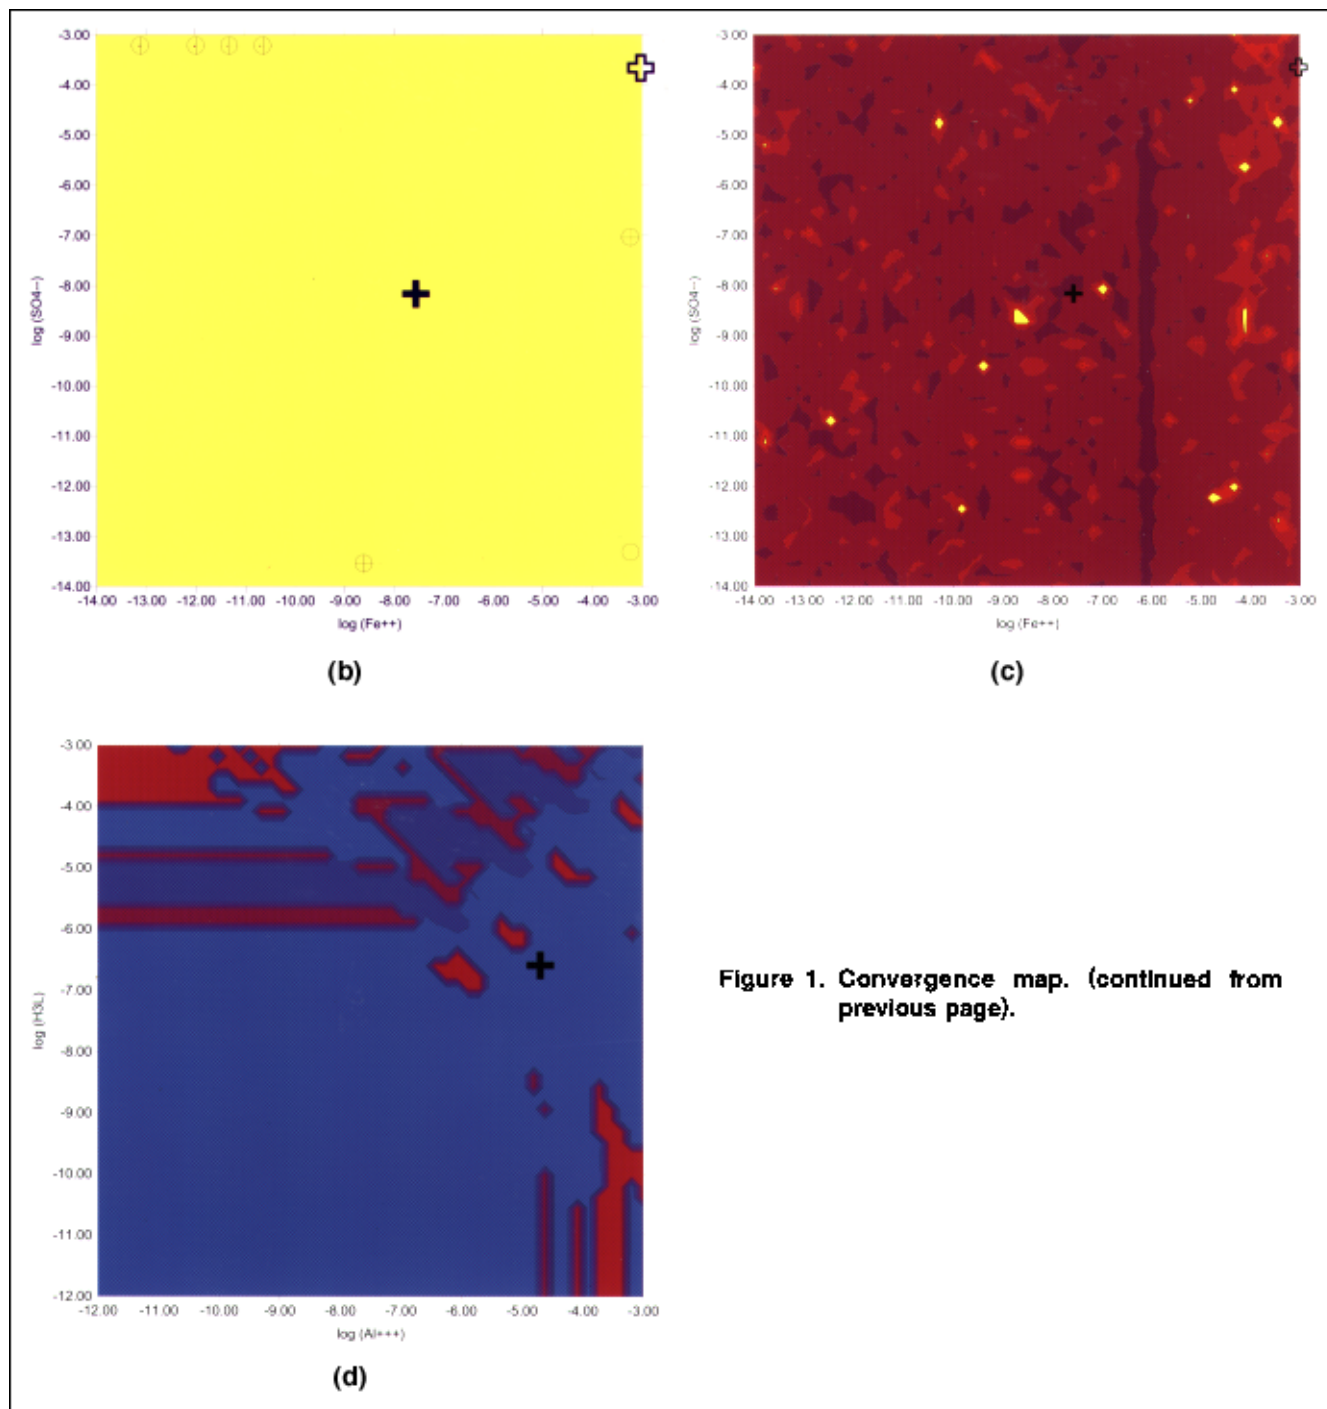 -3.00
-4.00
-5.00
-6.00
-7.00
-8.00
-9.00
-10.00
-11.00
-12.00
-13.00
-14.00
log (SO4--)
-14.00 -13.00 -12.00 -11.00 -10.00 -9.00 -8.00 -7.00 -6.00 -5.00 -4.00 -3.00
log (Fe++)
(b)
-3.00
-4.00
-5.00
-6.00
-7.00
-8.00
-9.00
-10.00
-11.00
-12.00
-13.00
-14.00
log (SO4--)
-14 00 -13.00 -12.00 -11.00 -10.00 -9.00 -8.00 -7.00 -6.00 -5.00 -4 00 -3.00
log (Fe++)
(c)
-3.00
-4.00
-5.00
-6.00
-7.00
-8.00
-9.00
-10.00
-11.00
-12.00
log (H3L)
-12.00 -11.00 -10.00 -9.00 -8.00 -7.00 -6.00 -5.00 -4.00 -3.00
log (Al+++)
(d)
Figure 1. Convergence map. (continued from
previous page).